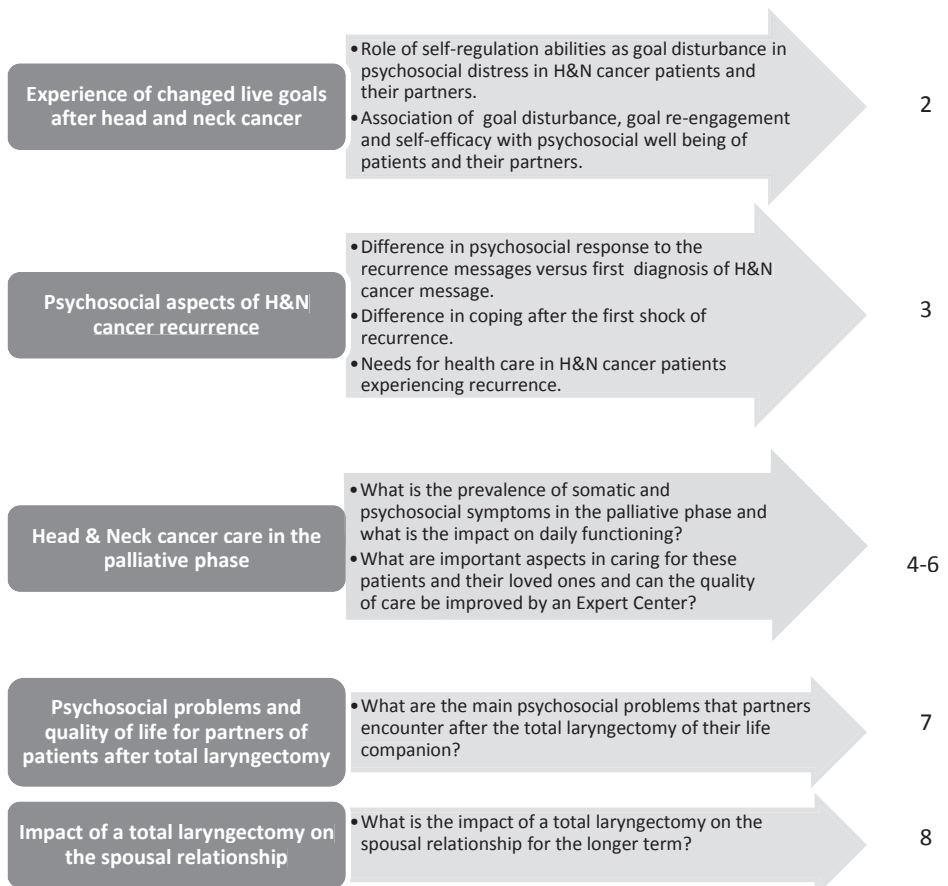 Experience of changed live goals
after head and neck cancer
•Role of self-regulation abilities as goal disturbance in
psychosocial distress in H&N cancer patients and
their partners.
•Association of goal disturbance, goal re-engagement
and self-efficacy with psychosocial well being of
patients and their partners.
2
Psychosocial aspects of H&N
cancer recurrence
•Difference in psychosocial response to the
recurrence messages versus first diagnosis of H&N
cancer message.
•Difference in coping after the first shock of
recurrence.
•Needs for health care in H&N cancer patients
experiencing recurrence.
3
Head & Neck cancer care in the
palliative phase
•What is the prevalence of somatic and
psychosocial symptoms in the palliative phase and
what is the impact on daily functioning?
•What are important aspects in caring for these
patients and their loved ones and can the quality
of care be improved by an Expert Center?
4-6
Psychosocial problems and
quality of life for partners of
patients after total laryngectomy
•What are the main psychosocial problems that partners
encounter after the total laryngectomy of their life
companion?
7
Impact of a total laryngectomy on
the spousal relationship
•What is the impact of a total laryngectomy on the
spousal relationship for the longer term?
8